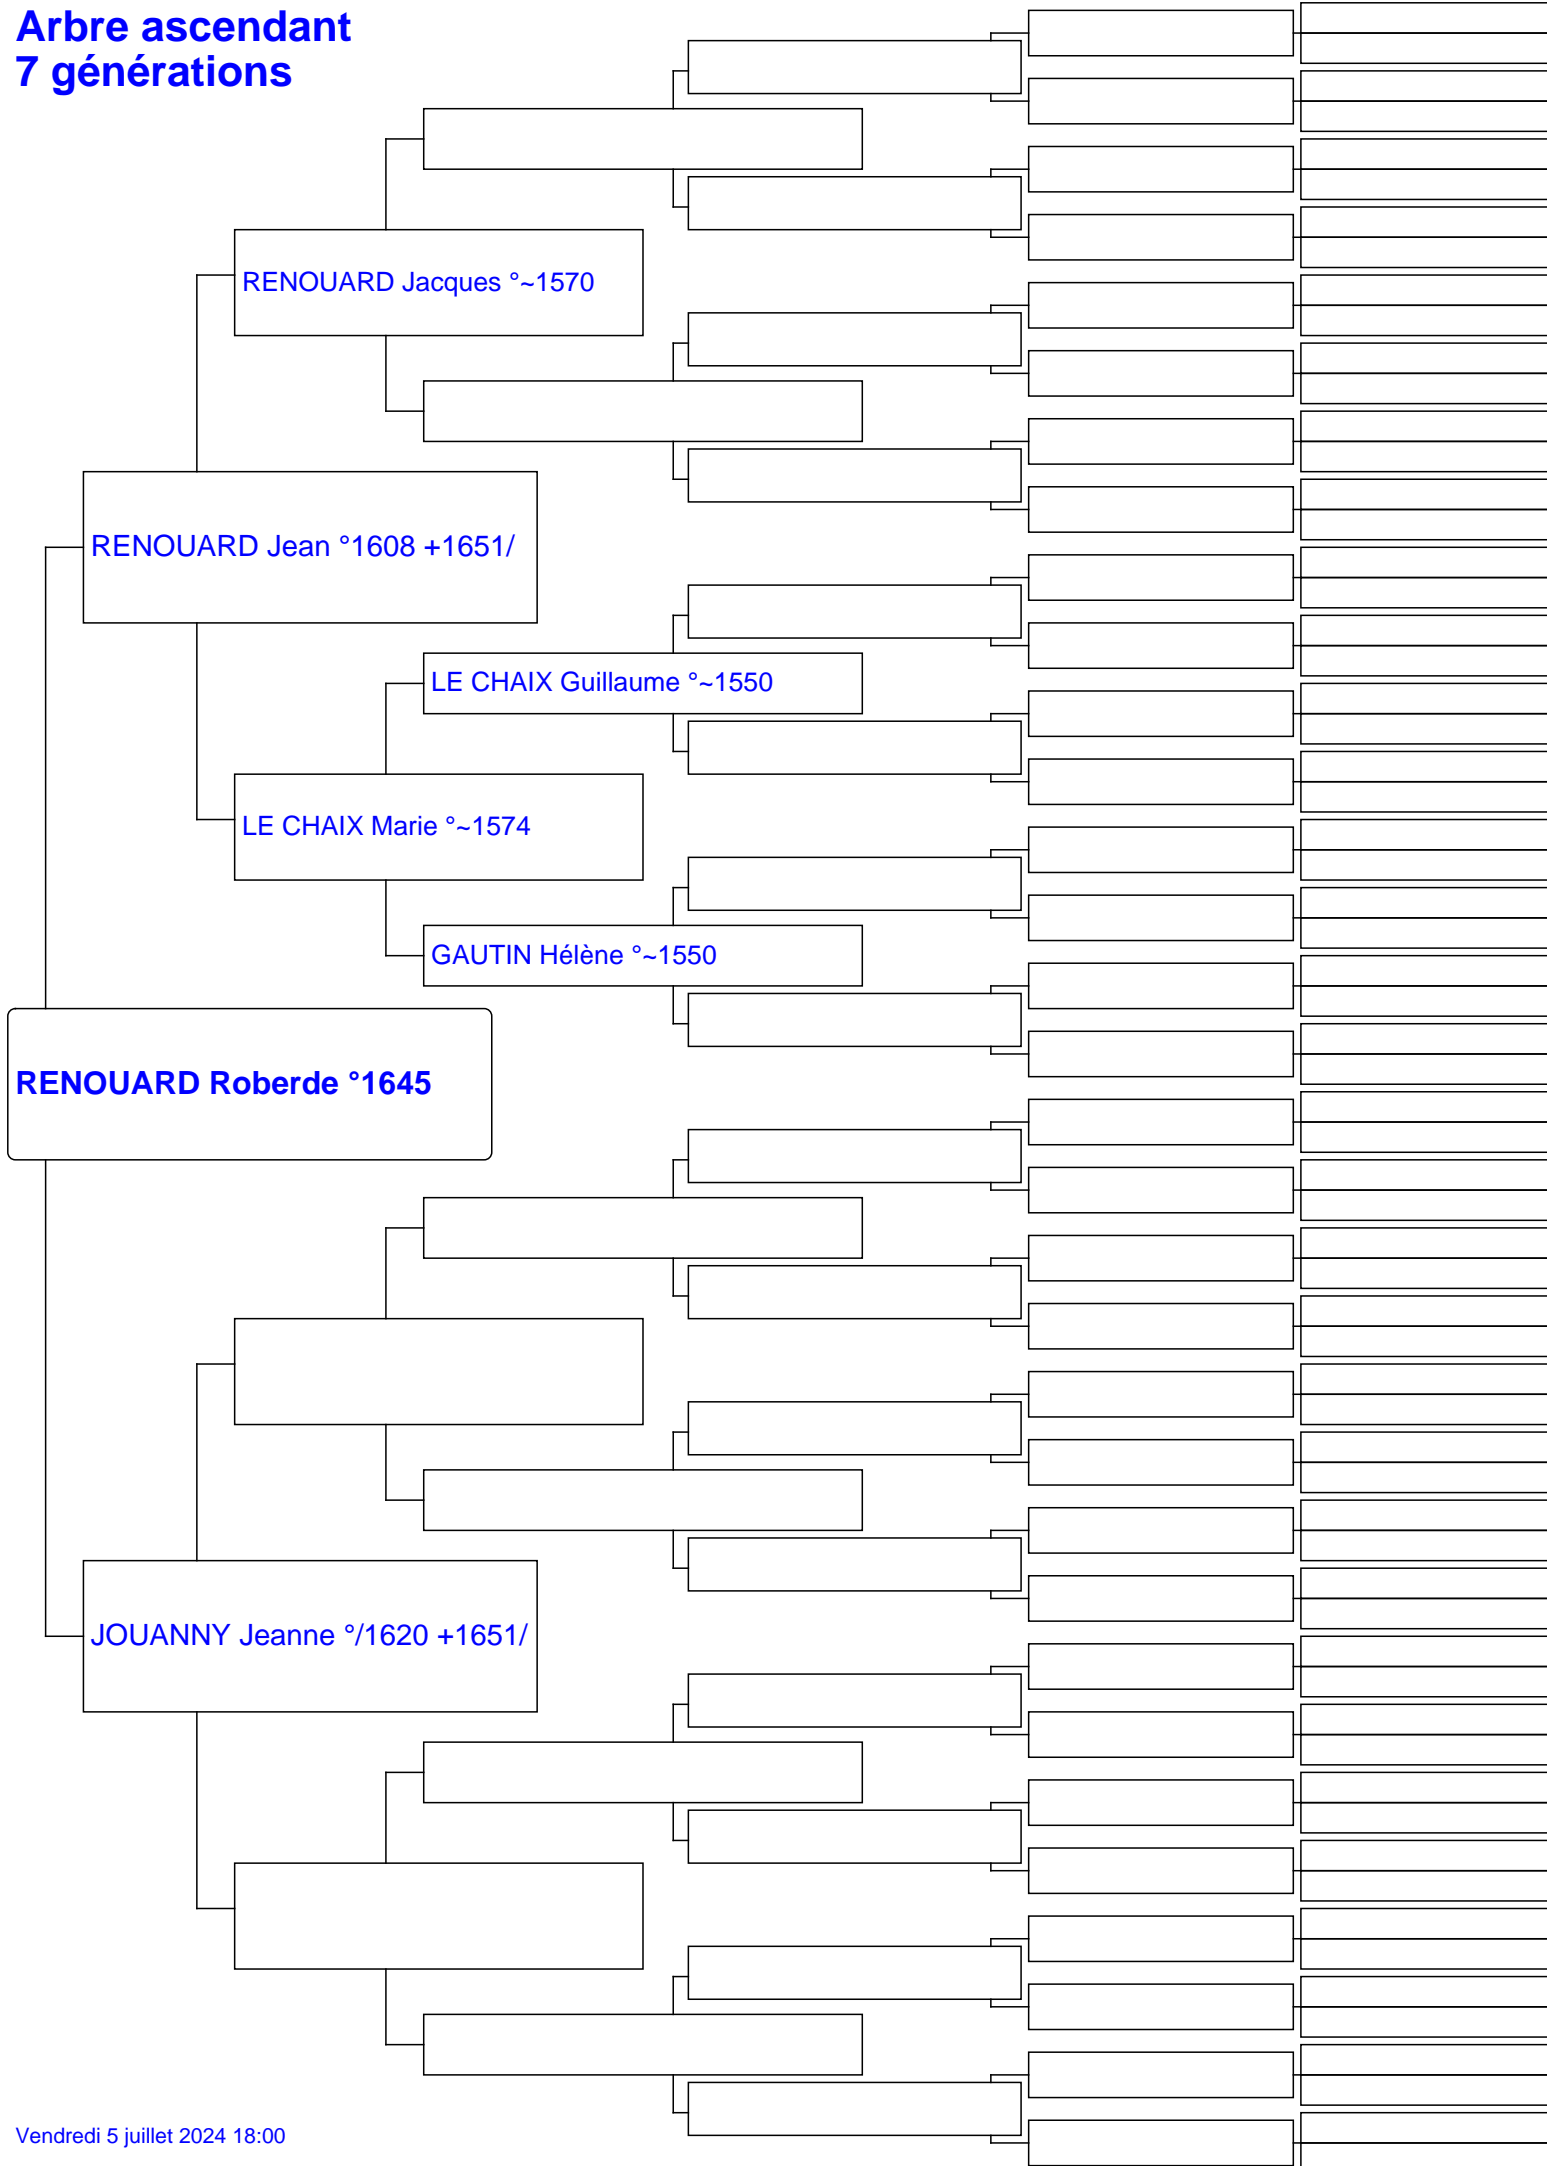 Arbre ascendant
7 générations
RENOUARD Jacques °~1570
RENOUARD Jean °1608 +1651/
LE CHAIX Guillaume °~1550
LE CHAIX Marie °~1574
GAUTIN Hélène °~1550
RENOUARD Roberde °1645
JOUANNY Jeanne °/1620 +1651/
Vendredi 5 juillet 2024 18:00